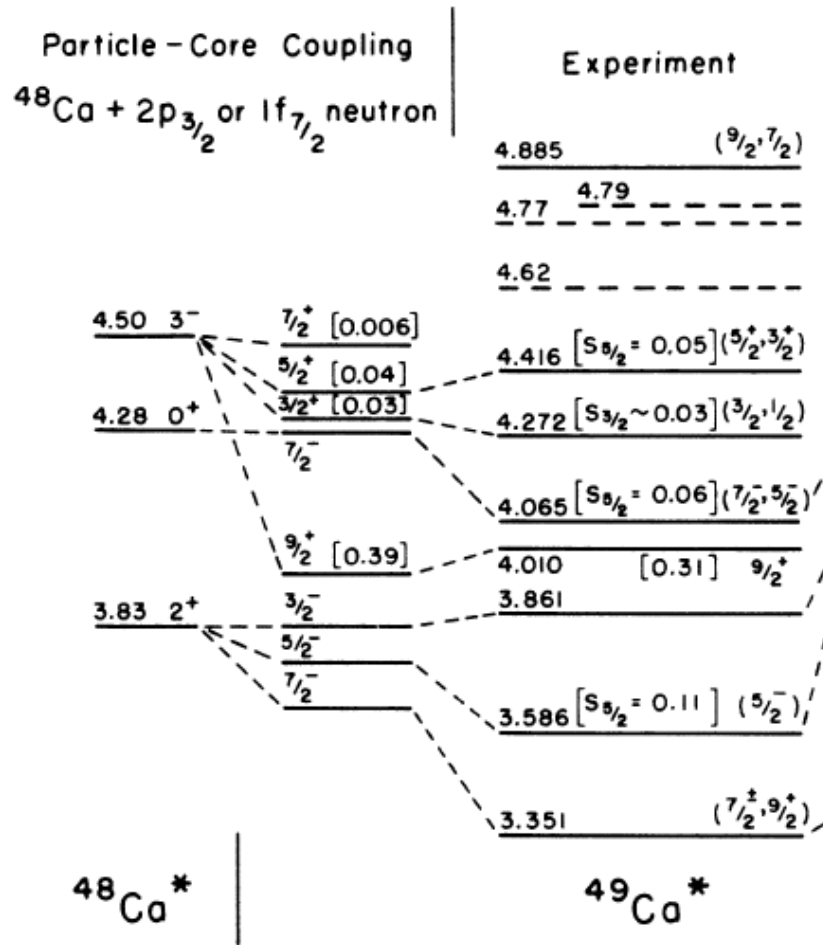 Particle – Core Coupling
⁴⁸Ca + 2p₃/₂ or 1f₇/₂ neutron
Experiment
4.885 (9/2, 7/2)
4.79
4.77
4.62
4.50 3⁻
7/2⁺ [0.006]
5/2⁺ [0.04]
4.416 [S₅/₂ = 0.05] (5/2⁺, 3/2⁺)
3/2⁺ [0.03]
4.28 0⁺
7/2⁻
4.272 [S₃/₂ ~ 0.03] (3/2, 1/2)
4.065 [S₅/₂ = 0.06] (7/2⁻, 5/2⁻)
9/2⁺ [0.39]
4.010 [0.31] 9/2⁺
3.83 2⁺
3/2⁻
3.861
5/2⁻
7/2⁻
3.586 [S₅/₂ = 0.11] (5/2⁻)
3.351 (7/2±, 9/2⁺)
⁴⁸Ca*
⁴⁹Ca*